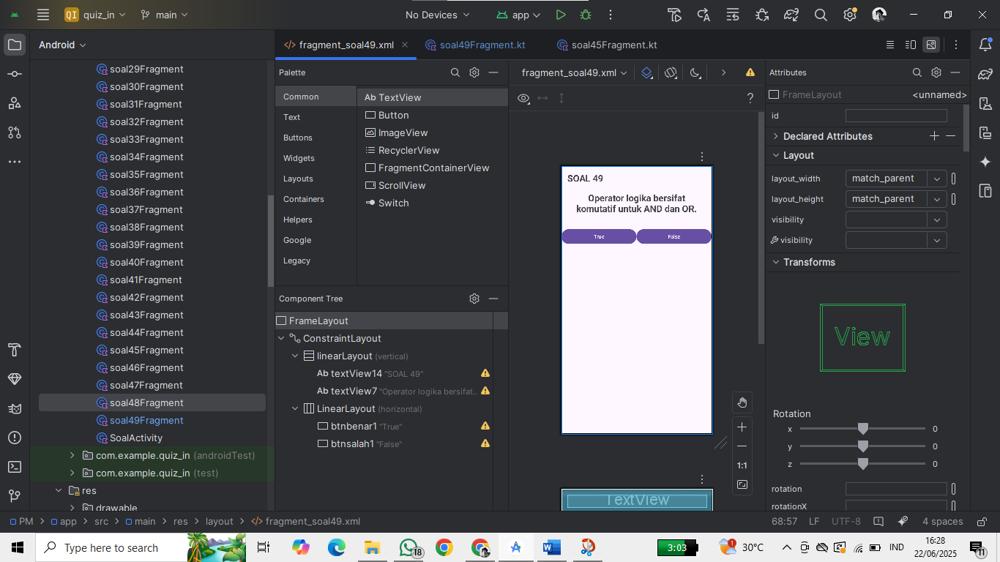 QI quiz_in main No Devices app
Android
soal29Fragment
soal30Fragment
soal31Fragment
soal32Fragment
soal33Fragment
soal34Fragment
soal35Fragment
soal36Fragment
soal37Fragment
soal38Fragment
soal39Fragment
soal40Fragment
soal41Fragment
soal42Fragment
soal43Fragment
soal44Fragment
soal45Fragment
soal46Fragment
soal47Fragment
soal48Fragment
soal49Fragment
SoalActivity
com.example.quiz_in (androidTest)
com.example.quiz_in (test)
res
drawable
fragment_soal49.xml soal49Fragment.kt soal45Fragment.kt
Palette
Common
Text
Buttons
Widgets
Layouts
Containers
Helpers
Google
Legacy
Ab TextView
Button
ImageView
RecyclerView
FragmentContainerView
ScrollView
Switch
Component Tree
FrameLayout
ConstraintLayout
linearLayout (vertical)
Ab textView14 "SOAL 49"
Ab textView7 "Operator logika bersifat...
LinearLayout (horizontal)
btnbenar1 "True"
btnsalah1 "False"
fragment_soal49.xml
?
SOAL 49
Operator logika bersifat
komutatif untuk AND dan OR.
True False
1:1
TextView
Attributes
FrameLayout <unnamed>
id
Declared Attributes
Layout
layout_width match_parent
layout_height match_parent
visibility
visibility
Transforms
View
Rotation
x 0
y 0
z 0
rotation
rotationX
PM > app > src > main > res > layout > fragment_soal49.xml 68:57 LF UTF-8 4 spaces
Type here to search 18 3:03 1 30°C IND 16:28 22/06/2025 11